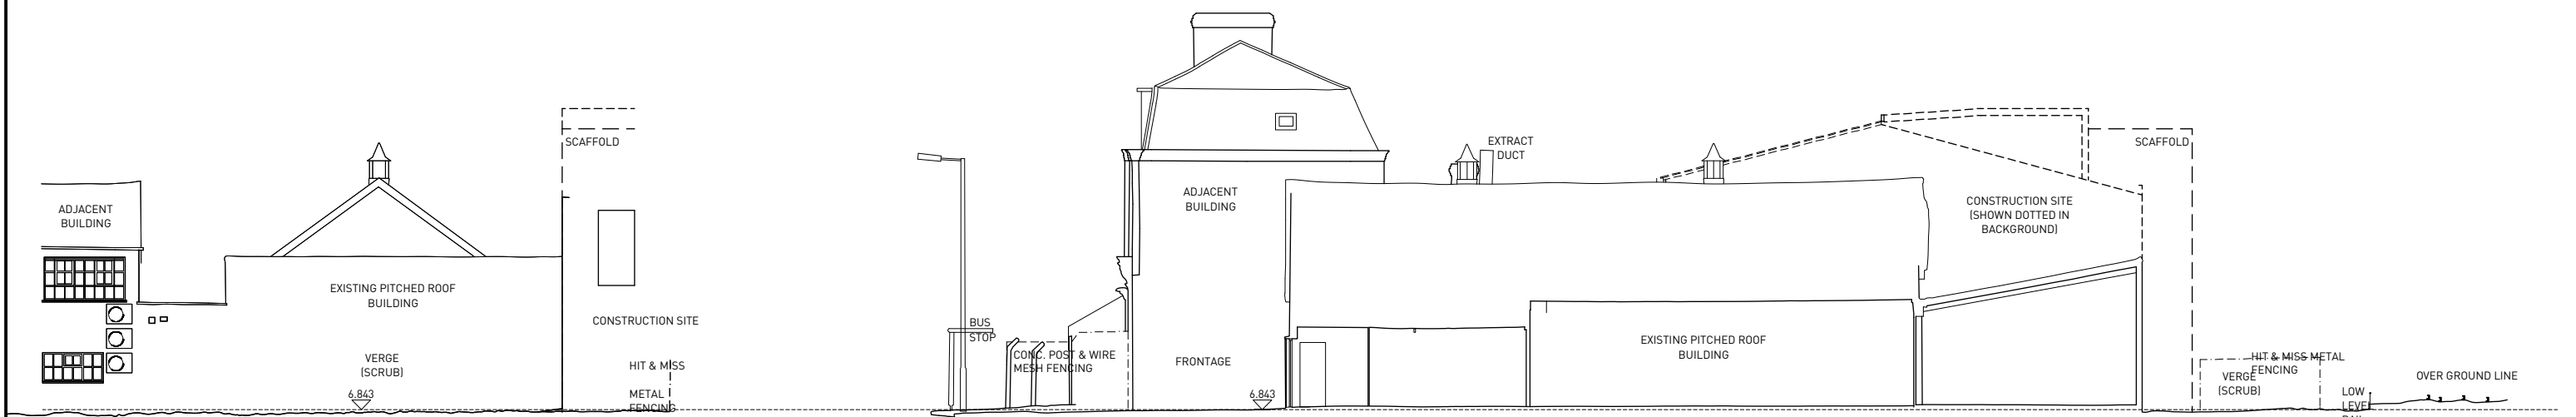 SCAFFOLD
ADJACENT
BUILDING
EXISTING PITCHED ROOF
BUILDING
CONSTRUCTION SITE
VERGE
(SCRUB)
HIT & MISS
METAL
FENCING
6.843
BUS
STOP
CONC. POST & WIRE
MESH FENCING
ADJACENT
BUILDING
FRONTAGE
6.843
EXTRACT
DUCT
EXISTING PITCHED ROOF
BUILDING
SCAFFOLD
CONSTRUCTION SITE
(SHOWN DOTTED IN
BACKGROUND)
HIT & MISS METAL
FENCING
VERGE
(SCRUB)
LOW
LEVEL
OVER GROUND LINE